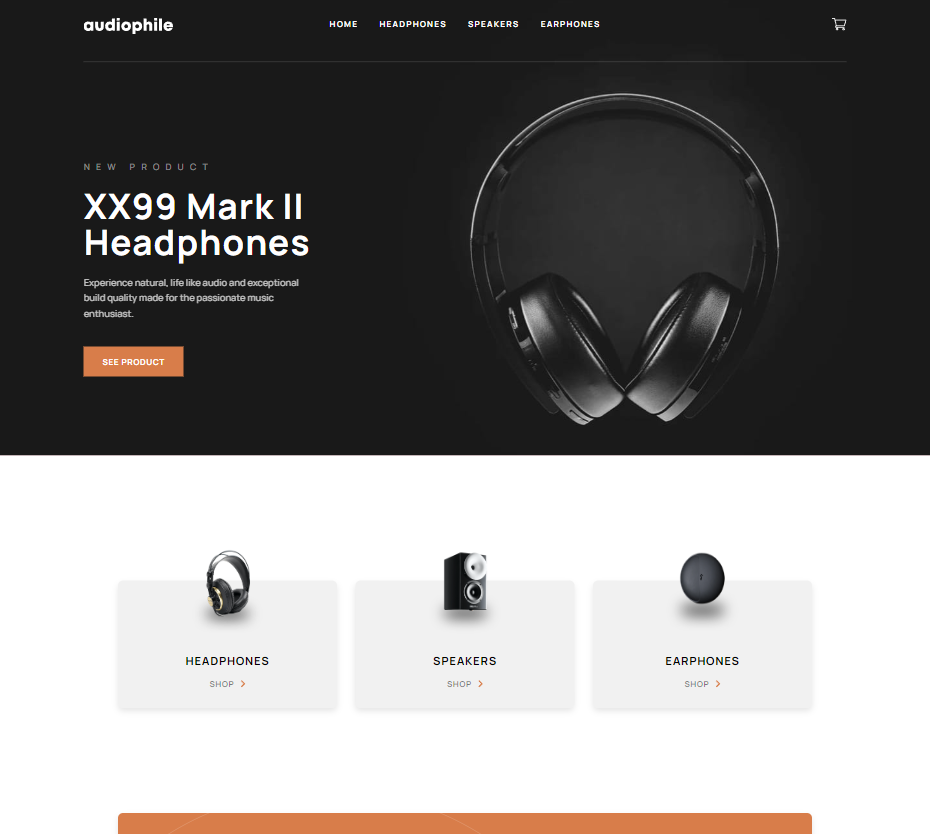 audiophile
HOME HEADPHONES SPEAKERS EARPHONES
NEW PRODUCT
XX99 Mark II
Headphones
Experience natural, life like audio and exceptional
build quality made for the passionate music
enthusiast.
SEE PRODUCT
HEADPHONES
SHOP
SPEAKERS
SHOP
EARPHONES
SHOP